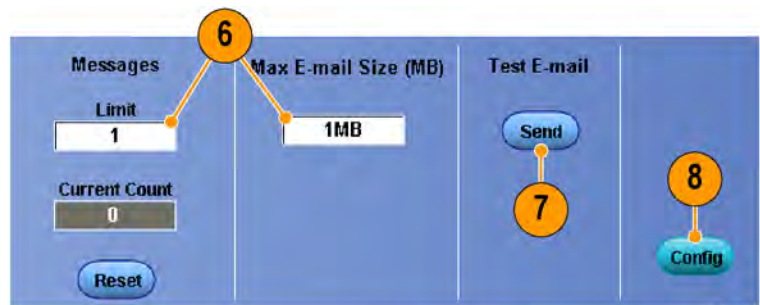 6
Messages
Limit
1
Current Count
0
Reset
Max E-mail Size (MB)
1MB
Test E-mail
Send
7
8
Config